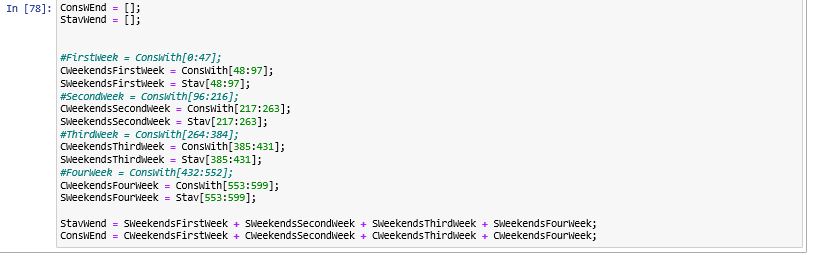 In [78]: ConsWEnd = [];
StavWend = [];
#FirstWeek = ConsWith[0:47];
CWeekendsFirstWeek = ConsWith[48:97];
SWeekendsFirstWeek = Stav[48:97];
#SecondWeek = ConsWith[96:216];
CWeekendsSecondWeek = ConsWith[217:263];
SWeekendsSecondWeek = Stav[217:263];
#ThirdWeek = ConsWith[264:384];
CWeekendsThirdWeek = ConsWith[385:431];
SWeekendsThirdWeek = Stav[385:431];
#FourWeek = ConsWith[432:552];
CWeekendsFourWeek = ConsWith[553:599];
SWeekendsFourWeek = Stav[553:599];
StavWend = SWeekendsFirstWeek + SWeekendsSecondWeek + SWeekendsThirdWeek + SWeekendsFourWeek;
ConsWEnd = CWeekendsFirstWeek + CWeekendsSecondWeek + CWeekendsThirdWeek + CWeekendsFourWeek;